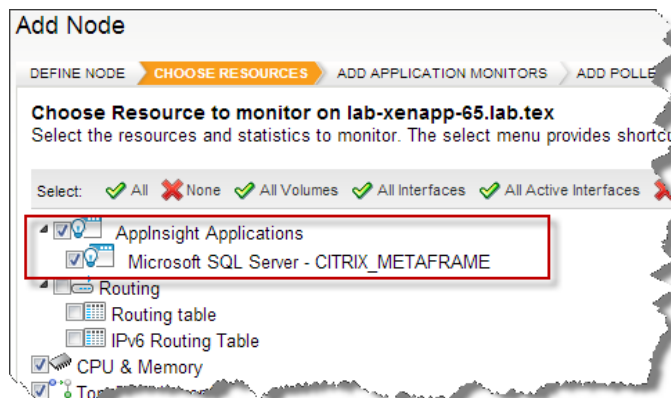 Add Node
DEFINE NODE CHOOSE RESOURCES ADD APPLICATION MONITORS ADD POLLE
Choose Resource to monitor on lab-xenapp-65.lab.tex
Select the resources and statistics to monitor. The select menu provides shortc
Select: All None All Volumes All Interfaces All Active Interfaces
AppInsight Applications
Microsoft SQL Server - CITRIX_METAFRAME
Routing
Routing table
IPv6 Routing Table
CPU & Memory